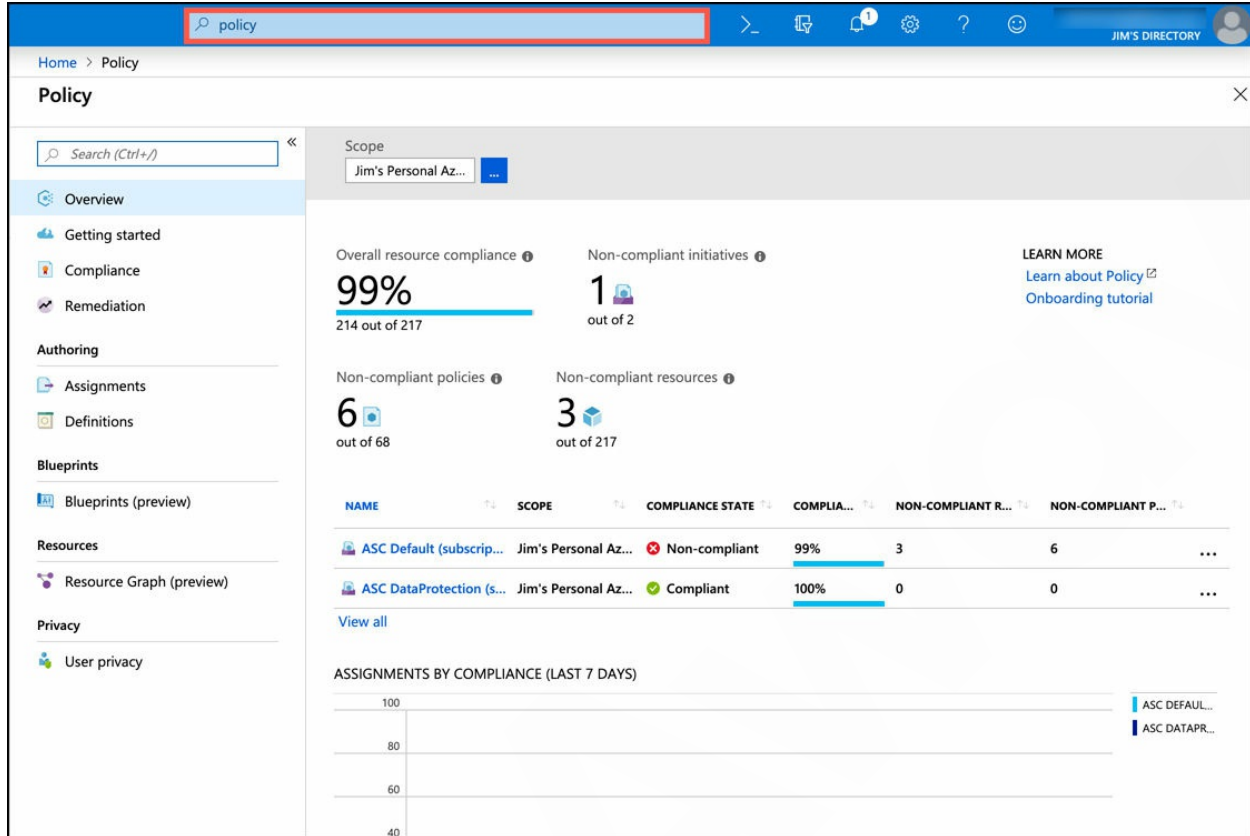 policy
>_
1
?
JIM'S DIRECTORY
Home > Policy
Policy
Search (Ctrl+/)
«
Overview
Getting started
Compliance
Remediation
Authoring
Assignments
Definitions
Blueprints
Blueprints (preview)
Resources
Resource Graph (preview)
Privacy
User privacy
Scope
Jim's Personal Az...
...
Overall resource compliance
99%
214 out of 217
Non-compliant initiatives
1
out of 2
LEARN MORE
Learn about Policy
Onboarding tutorial
Non-compliant policies
6
out of 68
Non-compliant resources
3
out of 217
NAME SCOPE COMPLIANCE STATE COMPLIA... NON-COMPLIANT R... NON-COMPLIANT P...
ASC Default (subscrip... Jim's Personal Az... Non-compliant 99% 3 6 ...
ASC DataProtection (s... Jim's Personal Az... Compliant 100% 0 0 ...
View all
ASSIGNMENTS BY COMPLIANCE (LAST 7 DAYS)
100
80
60
40
ASC DEFAUL...
ASC DATAPR...